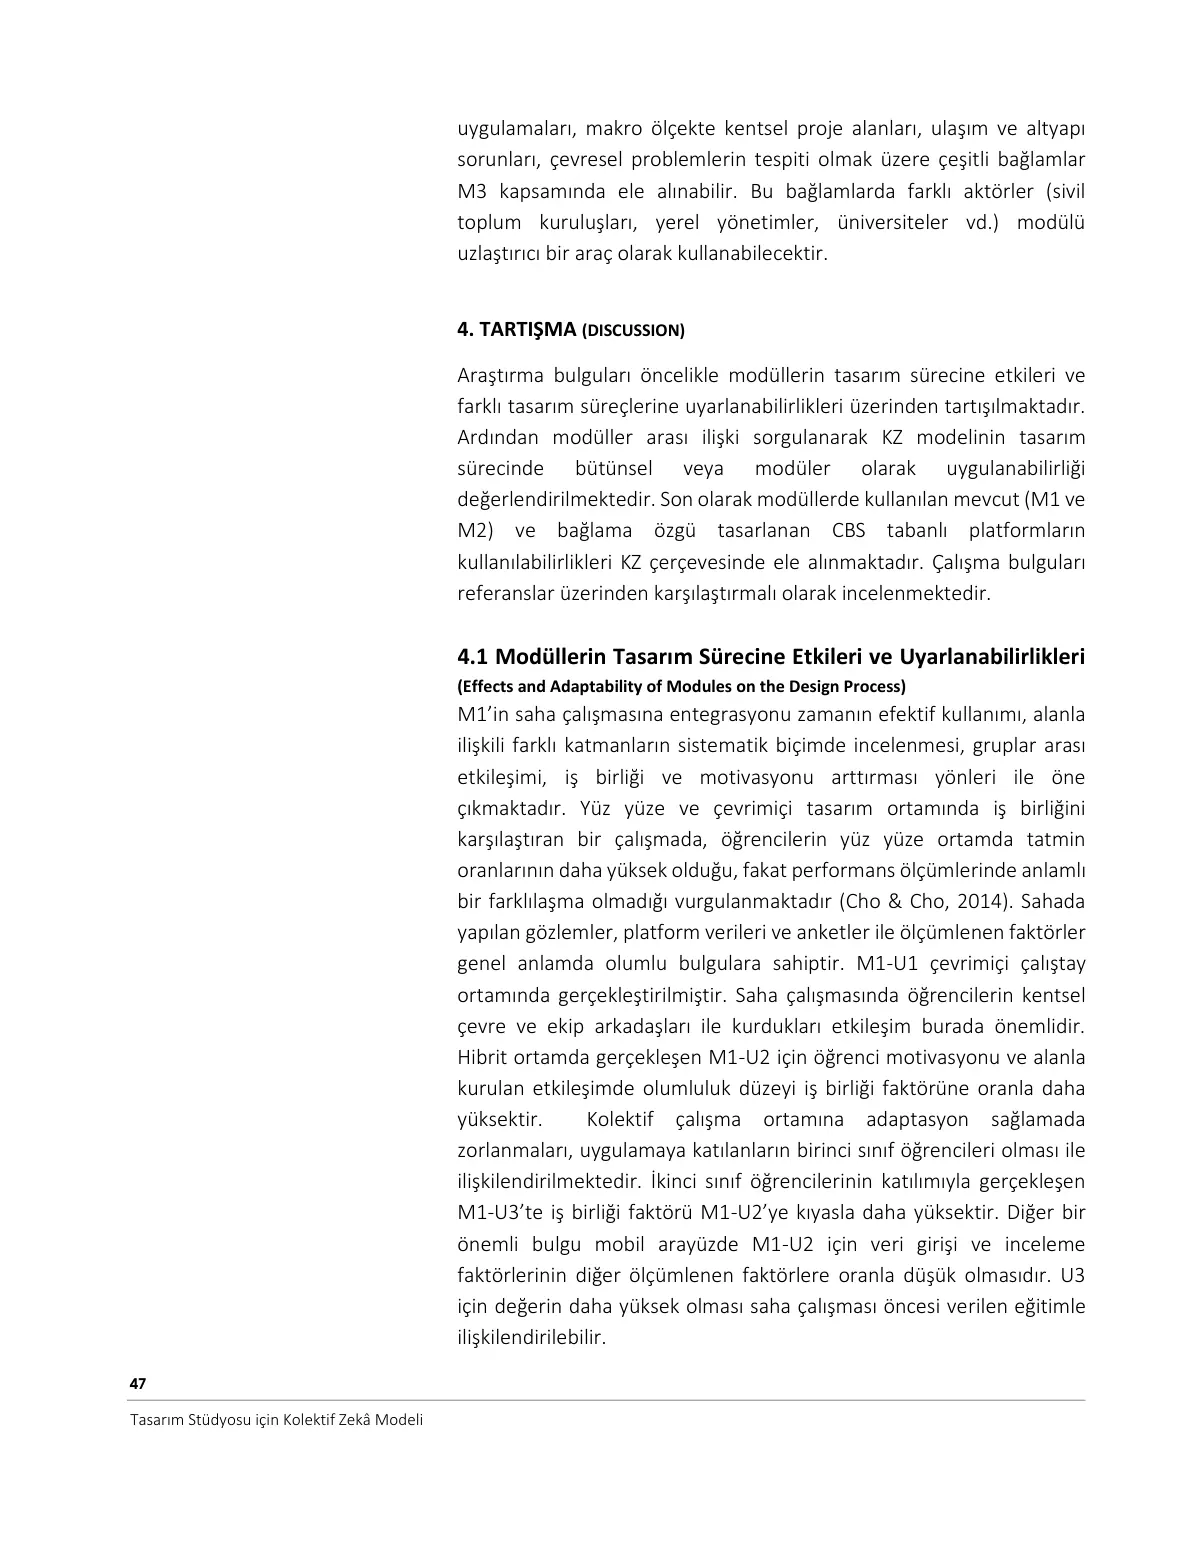 uygulamaları, makro ölçekte kentsel proje alanları, ulaşım ve altyapı
sorunları, çevresel problemlerin tespiti olmak üzere çeşitli bağlamlar
M3 kapsamında ele alınabilir. Bu bağlamlarda farklı aktörler (sivil
toplum kuruluşları, yerel yönetimler, üniversiteler vd.) modülü
uzlaştırıcı bir araç olarak kullanabilecektir.
4. TARTIŞMA (DISCUSSION)
Araştırma bulguları öncelikle modüllerin tasarım sürecine etkileri ve
farklı tasarım süreçlerine uyarlanabilirlikleri üzerinden tartışılmaktadır.
Ardından modüller arası ilişki sorgulanarak KZ modelinin tasarım
sürecinde bütünsel veya modüler olarak uygulanabilirliği
değerlendirilmektedir. Son olarak modüllerde kullanılan mevcut (M1 ve
M2) ve bağlama özgü tasarlanan CBS tabanlı platformların
kullanılabilirlikleri KZ çerçevesinde ele alınmaktadır. Çalışma bulguları
referanslar üzerinden karşılaştırmalı olarak incelenmektedir.
4.1 Modüllerin Tasarım Sürecine Etkileri ve Uyarlanabilirlikleri
(Effects and Adaptability of Modules on the Design Process)
M1’in saha çalışmasına entegrasyonu zamanın efektif kullanımı, alanla
ilişkili farklı katmanların sistematik biçimde incelenmesi, gruplar arası
etkileşimi, iş birliği ve motivasyonu arttırması yönleri ile öne
çıkmaktadır. Yüz yüze ve çevrimiçi tasarım ortamında iş birliğini
karşılaştıran bir çalışmada, öğrencilerin yüz yüze ortamda tatmin
oranlarının daha yüksek olduğu, fakat performans ölçümlerinde anlamlı
bir farklılaşma olmadığı vurgulanmaktadır (Cho & Cho, 2014). Sahada
yapılan gözlemler, platform verileri ve anketler ile ölçümlenen faktörler
genel anlamda olumlu bulgulara sahiptir. M1-U1 çevrimiçi çalıştay
ortamında gerçekleştirilmiştir. Saha çalışmasında öğrencilerin kentsel
çevre ve ekip arkadaşları ile kurdukları etkileşim burada önemlidir.
Hibrit ortamda gerçekleşen M1-U2 için öğrenci motivasyonu ve alanla
kurulan etkileşimde olumluluk düzeyi iş birliği faktörüne oranla daha
yüksektir. Kolektif çalışma ortamına adaptasyon sağlamada
zorlanmaları, uygulamaya katılanların birinci sınıf öğrencileri olması ile
ilişkilendirilmektedir. İkinci sınıf öğrencilerinin katılımıyla gerçekleşen
M1-U3’te iş birliği faktörü M1-U2’ye kıyasla daha yüksektir. Diğer bir
önemli bulgu mobil arayüzde M1-U2 için veri girişi ve inceleme
faktörlerinin diğer ölçümlenen faktörlere oranla düşük olmasıdır. U3
için değerin daha yüksek olması saha çalışması öncesi verilen eğitimle
ilişkilendirilebilir.
47
Tasarım Stüdyosu için Kolektif Zekâ Modeli